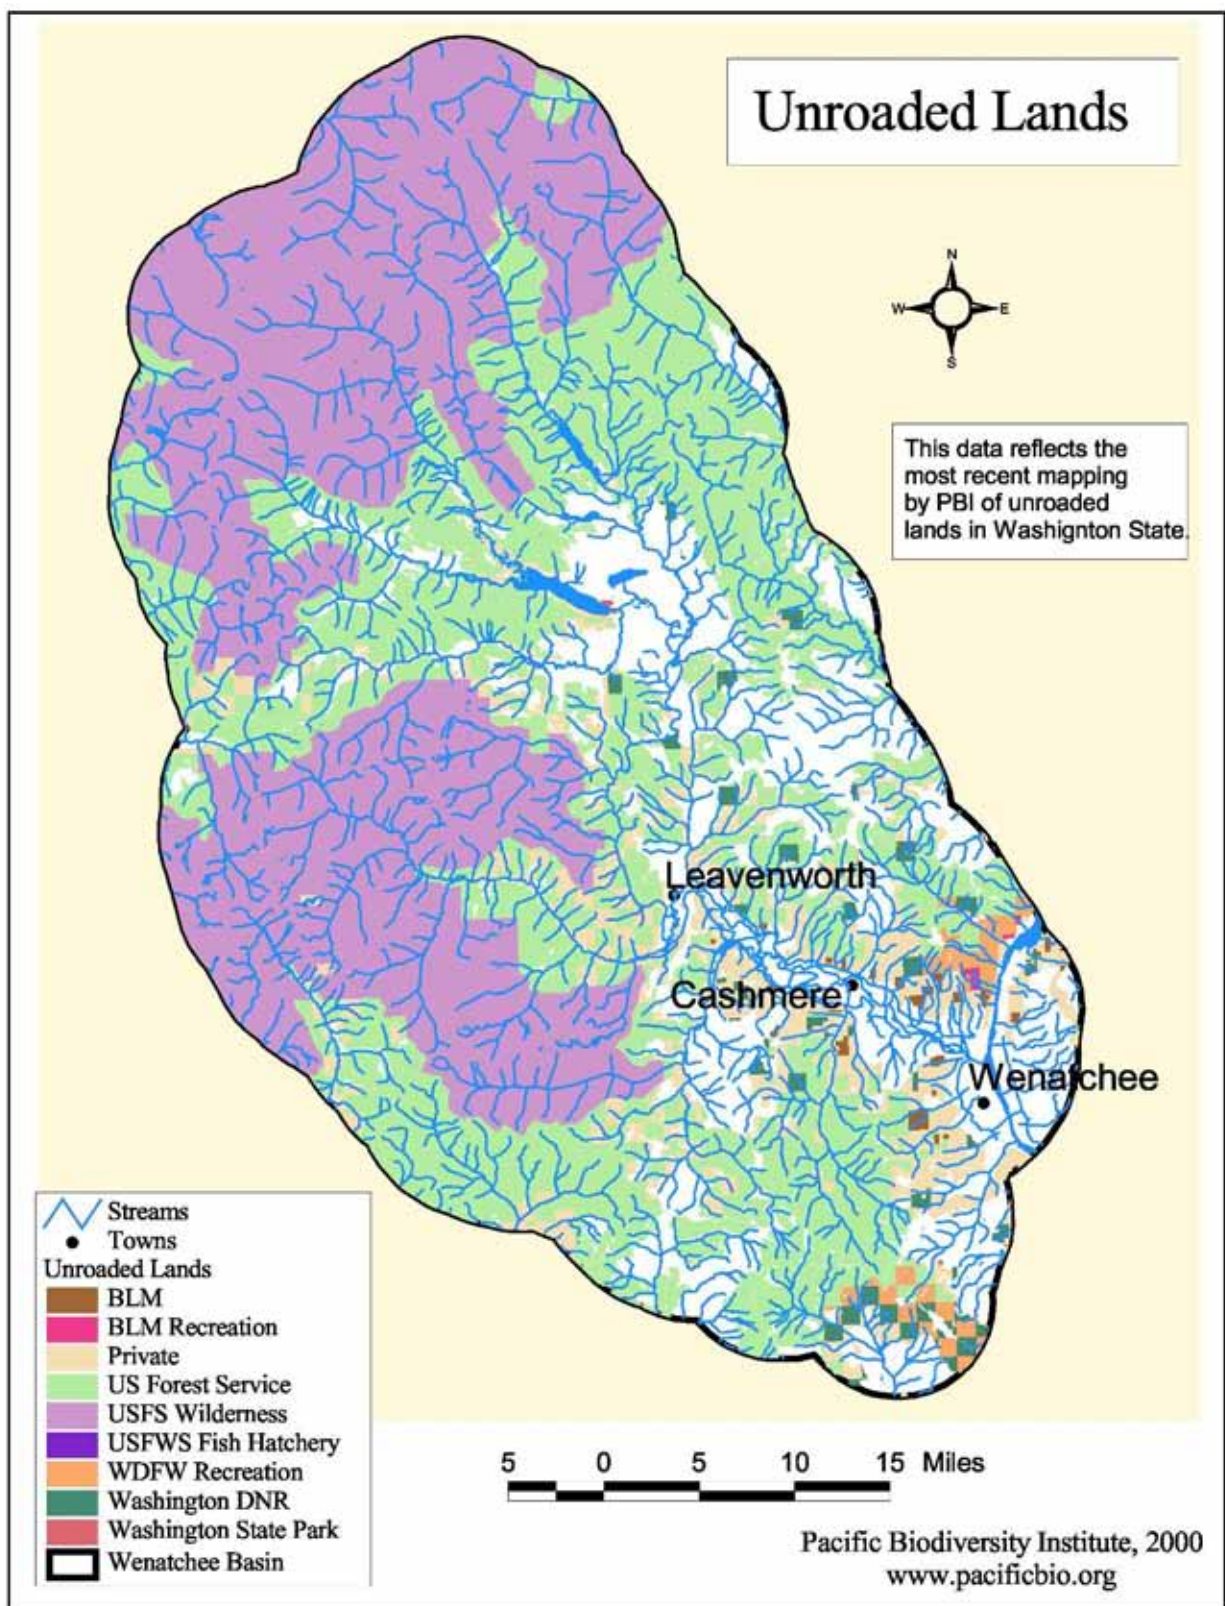 Unroaded Lands
N
W E
S
This data reflects the
most recent mapping
by PBI of unroaded
lands in Washignton State.
Leavenworth
Cashmere
Wenatchee
Streams
Towns
Unroaded Lands
BLM
BLM Recreation
Private
US Forest Service
USFS Wilderness
USFWS Fish Hatchery
WDFW Recreation
Washington DNR
Washington State Park
Wenatchee Basin
5 0 5 10 15 Miles
Pacific Biodiversity Institute, 2000
www.pacificbio.org